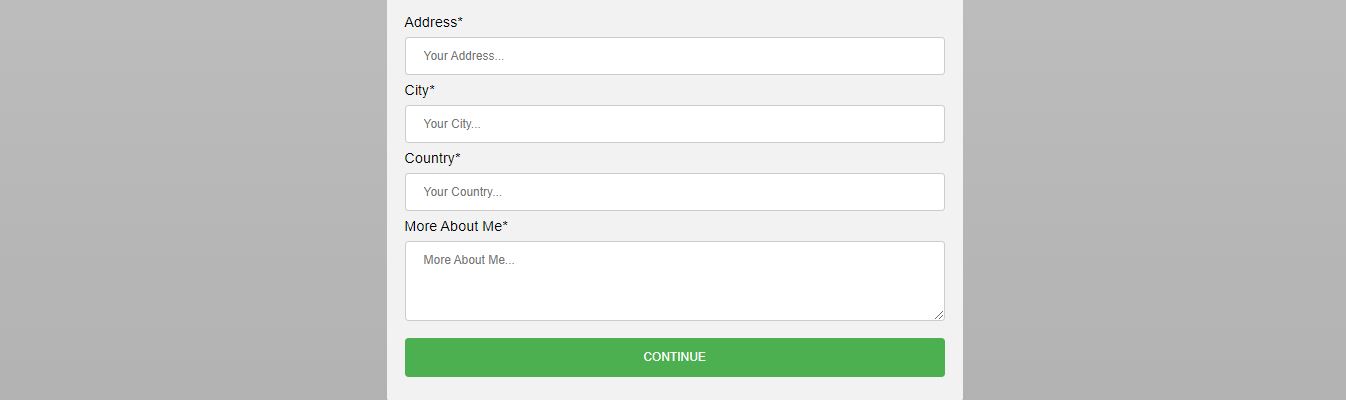 Address*
Your Address...
City*
Your City...
Country*
Your Country...
More About Me*
More About Me...
CONTINUE